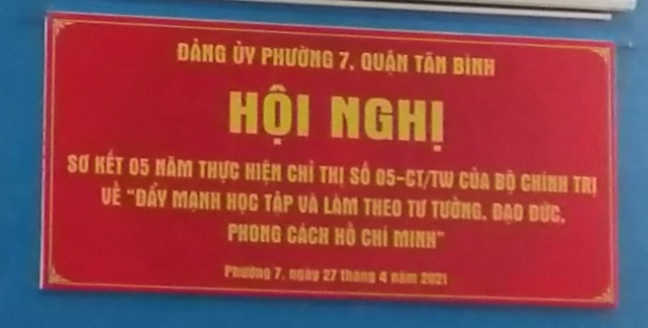 ĐẢNG ỦY PHƯỜNG 7, QUẬN TÂN BÌNH
HỘI NGHỊ
SƠ KẾT 05 NĂM THỰC HIỆN CHỈ THỊ SỐ 05-CT/TW CỦA BỘ CHÍNH TRỊ
VỀ "ĐẨY MẠNH HỌC TẬP VÀ LÀM THEO TƯ TƯỞNG, ĐẠO ĐỨC,
PHONG CÁCH HỒ CHÍ MINH"
Phường 7, ngày 27 tháng 4 năm 2021